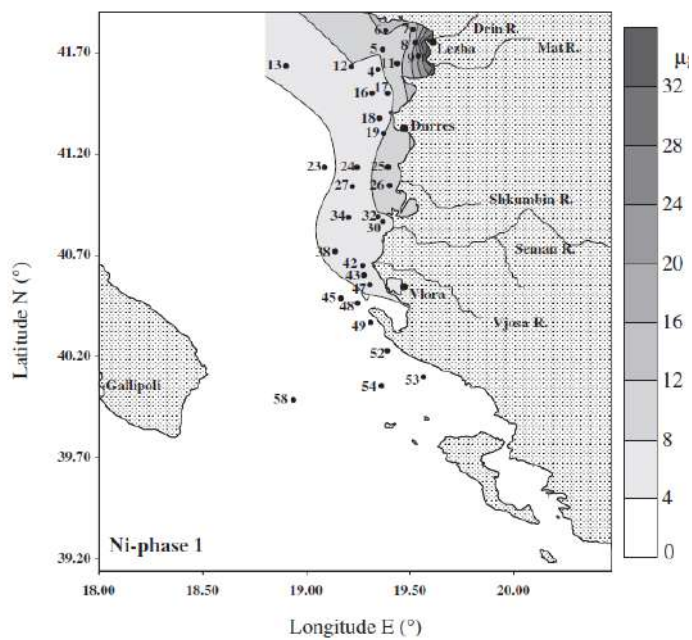 41.70
41.20
40.70
40.20
39.70
39.20
Latitude N (°)
18.00 18.50 19.00 19.50 20.00
Longitude E (°)
Ni-phase 1
Gallipoli
Drin R.
Lezha
Mat R.
Durres
Shkumbin R.
Seman R.
Vlora
Vjosa R.
6
5
8
9
13 12 4 11
16 17
18
19
23 24 25
27 26
34 32
30
38
42
43
47
45 48
49
52
53
54
58
32
28
24
20
16
12
8
4
0